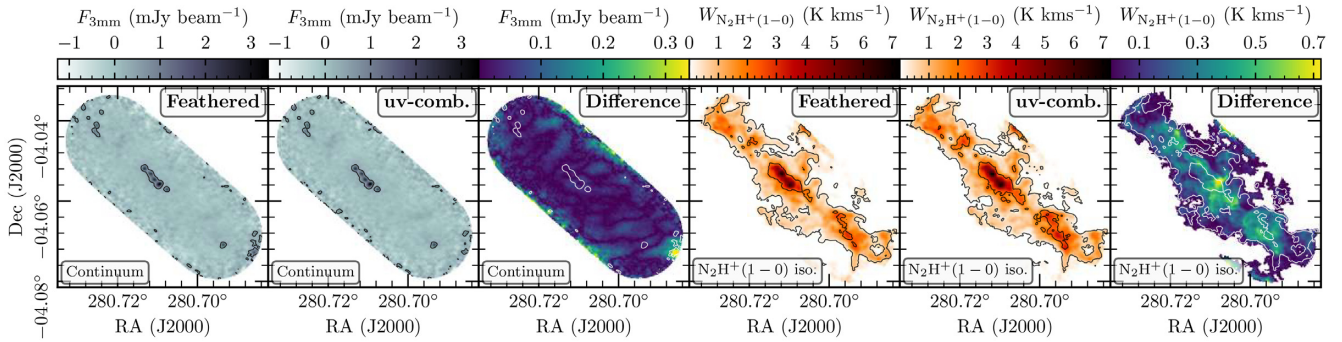 F₃mm (mJy beam⁻¹) F₃mm (mJy beam⁻¹) F₃mm (mJy beam⁻¹) W_N₂H⁺(1−0) (K kms⁻¹) W_N₂H⁺(1−0) (K kms⁻¹) W_N₂H⁺(1−0) (K kms⁻¹)
−1 0 1 2 3 −1 0 1 2 3 0.1 0.2 0.3 0 1 2 3 4 5 6 7 1 2 3 4 5 6 7 0.1 0.3 0.5 0.7
Feathered uv-comb. Difference Feathered uv-comb. Difference
−04.04°
−04.06°
−04.08°
Dec (J2000)
Continuum Continuum Continuum N₂H⁺(1−0) iso. N₂H⁺(1−0) iso. N₂H⁺(1−0) iso.
280.72° 280.70° 280.72° 280.70° 280.72° 280.70° 280.72° 280.70° 280.72° 280.70° 280.72° 280.70°
RA (J2000) RA (J2000) RA (J2000) RA (J2000) RA (J2000) RA (J2000)